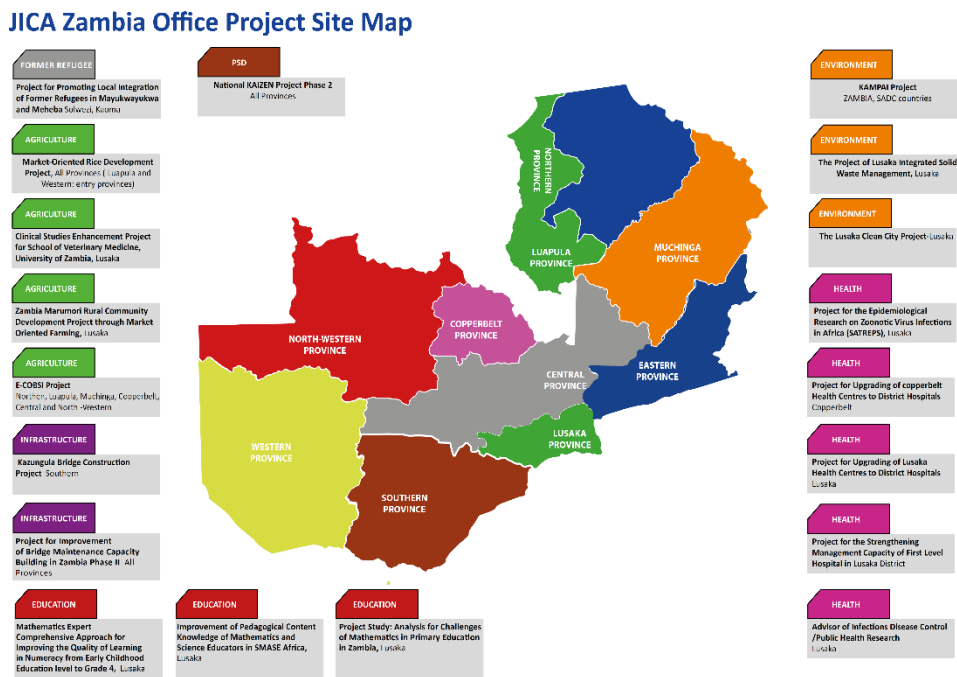 JICA Zambia Office Project Site Map
FORMER REFUGEE
Project for Promoting Local Integration
of Former Refugees in Mayukwayukwa
and Meheba Solwezi, Kaoma
AGRICULTURE
Market-Oriented Rice Development
Project, All Provinces ( Luapula and
Western: entry provinces)
AGRICULTURE
Clinical Studies Enhancement Project
for School of Veterinary Medicine,
University of Zambia, Lusaka
AGRICULTURE
Zambia Marumori Rural Community
Development Project through Market
Oriented Farming, Lusaka
AGRICULTURE
E-COBSI Project
Northen, Luapula, Muchinga, Copperbelt,
Central and North -Western
INFRASTRUCTURE
Kazungula Bridge Construction
Project Southern
INFRASTRUCTURE
Project for Improvement
of Bridge Maintenance Capacity
Building in Zambia Phase II All
Provinces
EDUCATION
Mathematics Expert
Comprehensive Approach for
Improving the Quality of Learning
in Numeracy from Early Childhood
Education level to Grade 4, Lusaka
EDUCATION
Improvement of Pedagogical Content
Knowledge of Mathematics and
Science Educators in SMASE Africa,
Lusaka
EDUCATION
Project Study: Analysis for Challenges
of Mathematics in Primary Education
in Zambia, Lusaka
PSD
National KAIZEN Project Phase 2
All Provinces
NORTHERN
PROVINCE
LUAPULA
PROVINCE
MUCHINGA
PROVINCE
COPPERBELT
PROVINCE
NORTH-WESTERN
PROVINCE
CENTRAL
PROVINCE
EASTERN
PROVINCE
LUSAKA
PROVINCE
WESTERN
PROVINCE
SOUTHERN
PROVINCE
ENVIRONMENT
KAMPAI Project
ZAMBIA, SADC countries
ENVIRONMENT
The Project of Lusaka Integrated Solid
Waste Management, Lusaka
ENVIRONMENT
The Lusaka Clean City Project-Lusaka
HEALTH
Project for the Epidemiological
Research on Zoonotic Virus Infections
in Africa (SATREPS), Lusaka
HEALTH
Project for Upgrading of copperbelt
Health Centres to District Hospitals
Copperbelt
HEALTH
Project for Upgrading of Lusaka
Health Centres to District Hospitals
Lusaka
HEALTH
Project for the Strengthening
Management Capacity of First Level
Hospital in Lusaka District
HEALTH
Advisor of Infections Disease Control
/Public Health Research
Lusaka